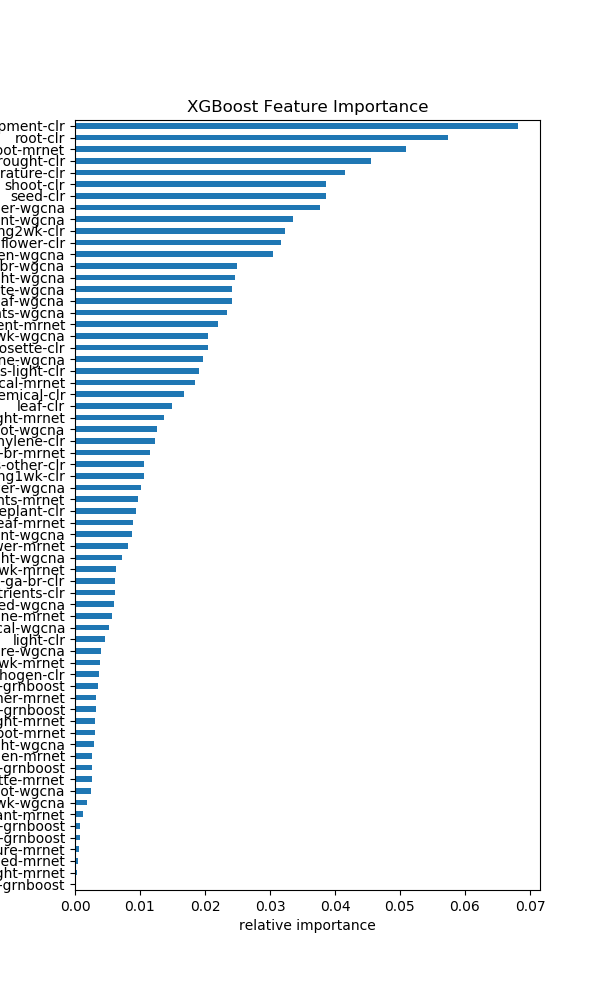 XGBoost Feature Importance
pment-clr
root-clr
oot-mrnet
rought-clr
rature-clr
shoot-clr
seed-clr
er-wgcna
nt-wgcna
ng2wk-clr
flower-clr
en-wgcna
br-wgcna
ht-wgcna
te-wgcna
af-wgcna
nts-wgcna
ent-mrnet
wk-wgcna
osette-clr
ne-wgcna
s-light-clr
cal-mrnet
emical-clr
leaf-clr
ght-mrnet
ot-wgcna
hylene-clr
-br-mrnet
s-other-clr
ng1wk-clr
er-wgcna
nts-mrnet
eplant-clr
eaf-mrnet
nt-wgcna
wer-mrnet
ht-wgcna
wk-mrnet
-ga-br-clr
trients-clr
ed-wgcna
ne-mrnet
cal-wgcna
light-clr
re-wgcna
wk-mrnet
hogen-clr
-grnboost
her-mrnet
-grnboost
ght-mrnet
oot-mrnet
ht-wgcna
en-mrnet
-grnboost
tte-mrnet
ot-wgcna
wk-wgcna
ant-mrnet
-grnboost
-grnboost
ure-mrnet
ed-mrnet
ght-mrnet
-grnboost
0.00 0.01 0.02 0.03 0.04 0.05 0.06 0.07
relative importance